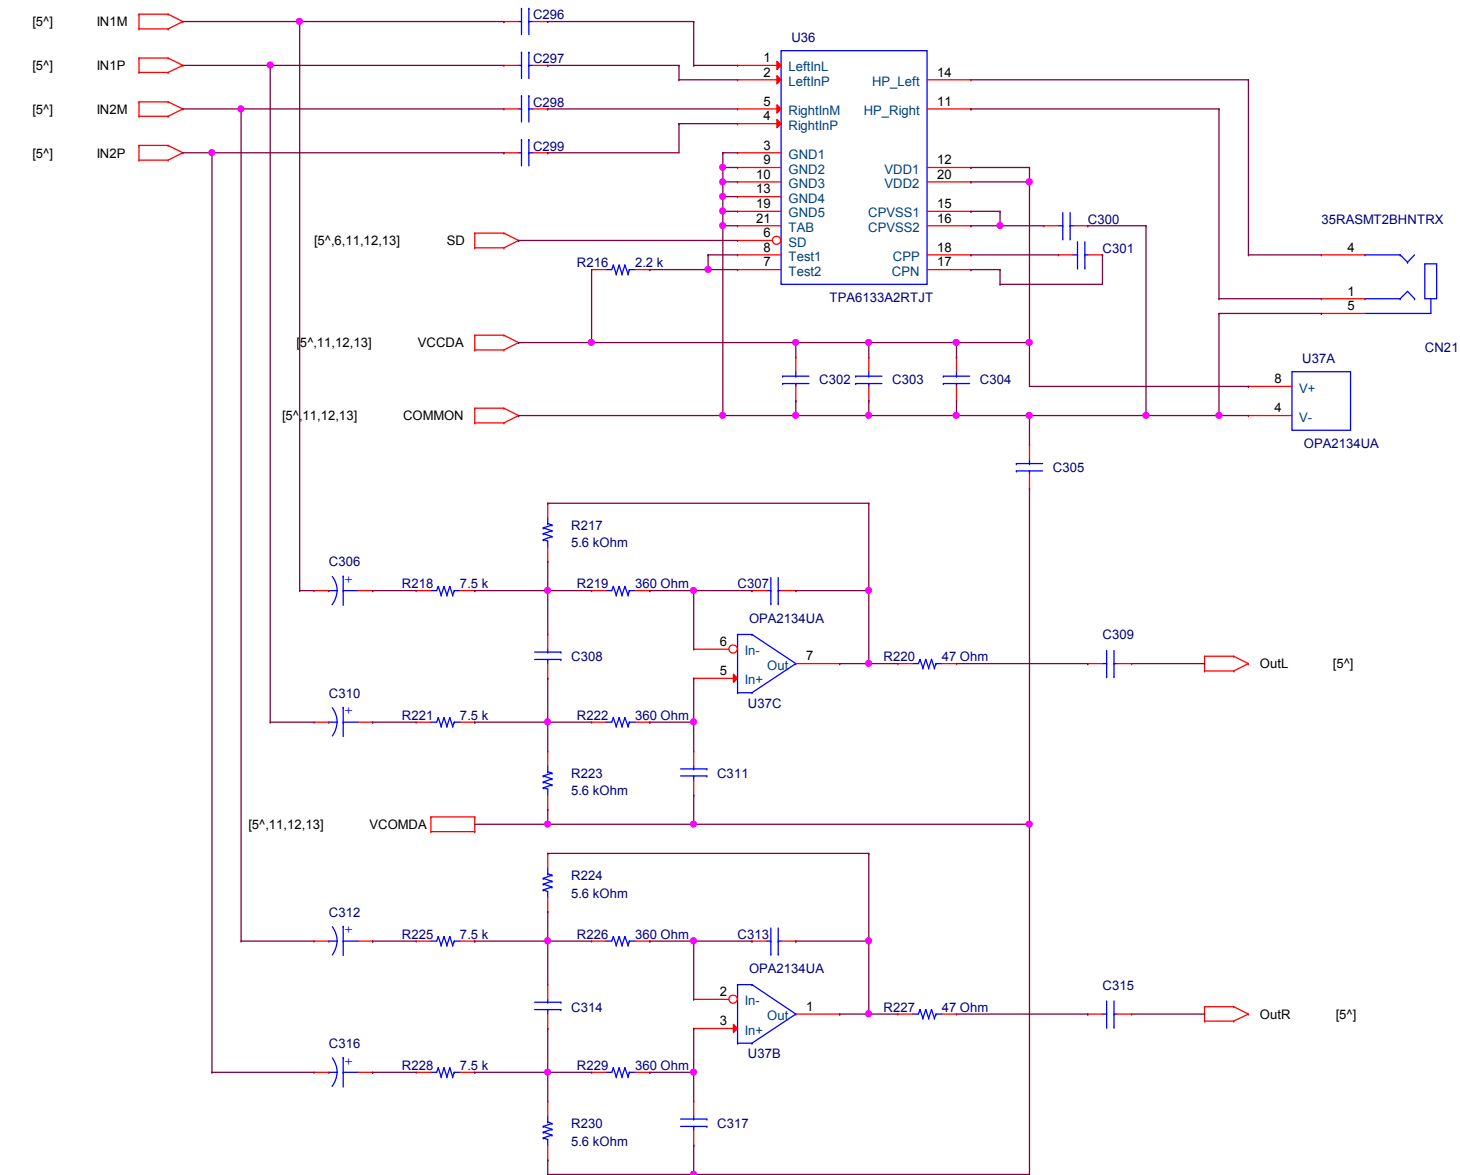 [5^] IN1M C296
U36
[5^] IN1P C297 1 LeftInL
2 LeftInP HP_Left 14
[5^] IN2M C298 5 RightInM HP_Right 11
4 RightInP
[5^] IN2P C299 3 GND1
9 GND2 VDD1 12
10 GND3 VDD2 20
13 GND4
19 GND5 CPVSS1 15
21 TAB CPVSS2 16 C300 35RASMT2BHNTRX
[5^,6,11,12,13] SD 6 SD
8 Test1 CPP 18 C301 4
R216 2.2 k 7 Test2 CPN 17
TPA6133A2RTJT 1
5
[5^,11,12,13] VCCDA CN21
U37A
C302 C303 C304 8 V+
[5^,11,12,13] COMMON 4 V-
OPA2134UA
C305
R217
5.6 kOhm
C306
R218 7.5 k R219 360 Ohm C307
OPA2134UA
C309
6 In-
C308 Out 7 R220 47 Ohm OutL [5^]
5 In+
C310 U37C
R221 7.5 k R222 360 Ohm
R223 C311
5.6 kOhm
[5^,11,12,13] VCOMDA
R224
5.6 kOhm
C312
R225 7.5 k R226 360 Ohm C313
OPA2134UA
C315
2 In-
C314 Out 1 R227 47 Ohm OutR [5^]
3 In+
C316 U37B
R228 7.5 k R229 360 Ohm
R230 C317
5.6 kOhm